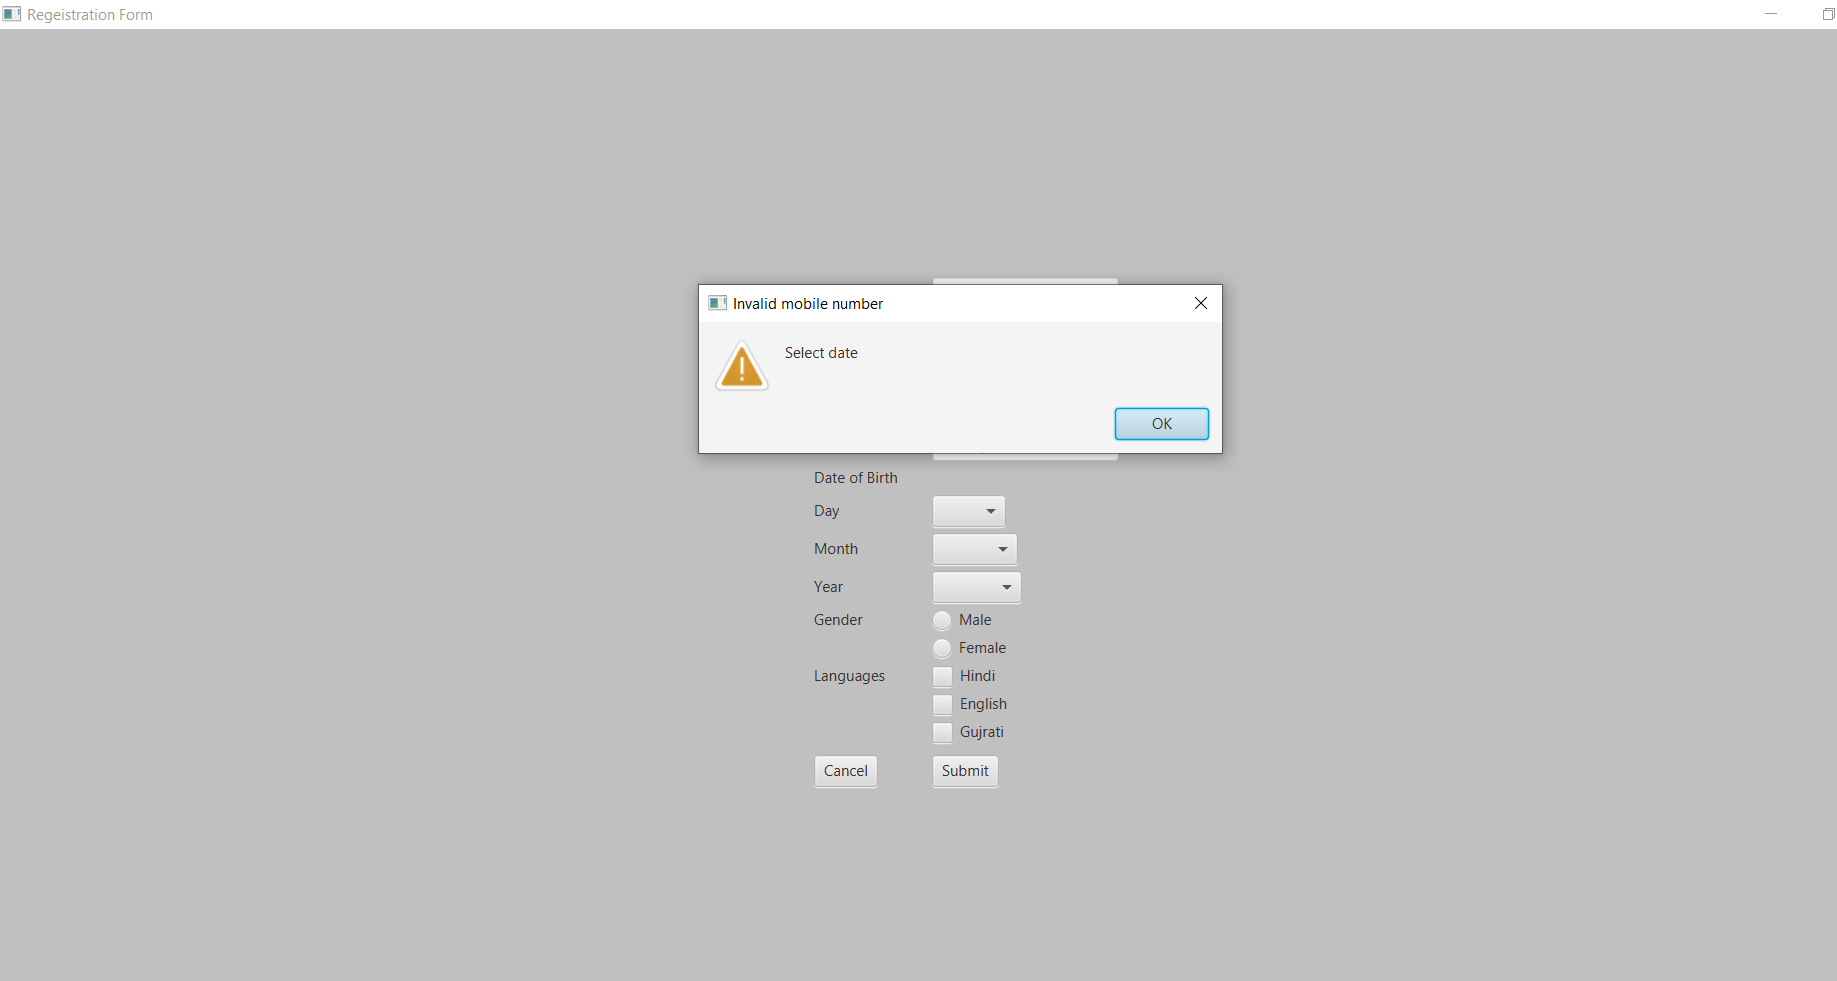 Regeistration Form
Invalid mobile number
Select date
OK
Date of Birth
Day
Month
Year
Gender Male
Female
Languages Hindi
English
Gujrati
Cancel Submit